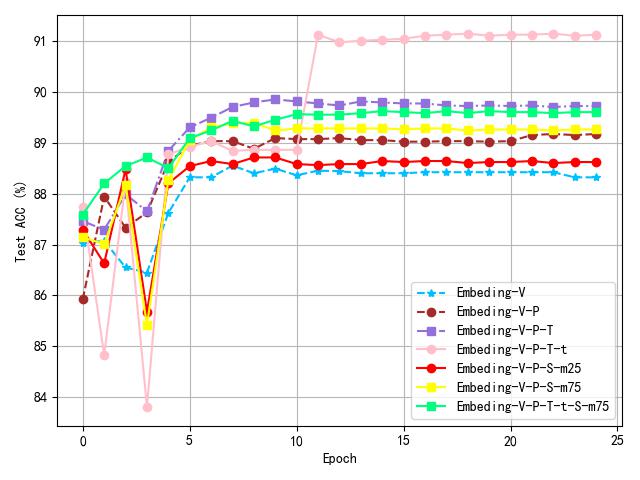 91
90
89
88
87
86
85
84
Test ACC (%)
0
5
10
15
20
25
Epoch
Embeding-V
Embeding-V-P
Embeding-V-P-T
Embeding-V-P-T-t
Embeding-V-P-S-m25
Embeding-V-P-S-m75
Embeding-V-P-T-t-S-m75